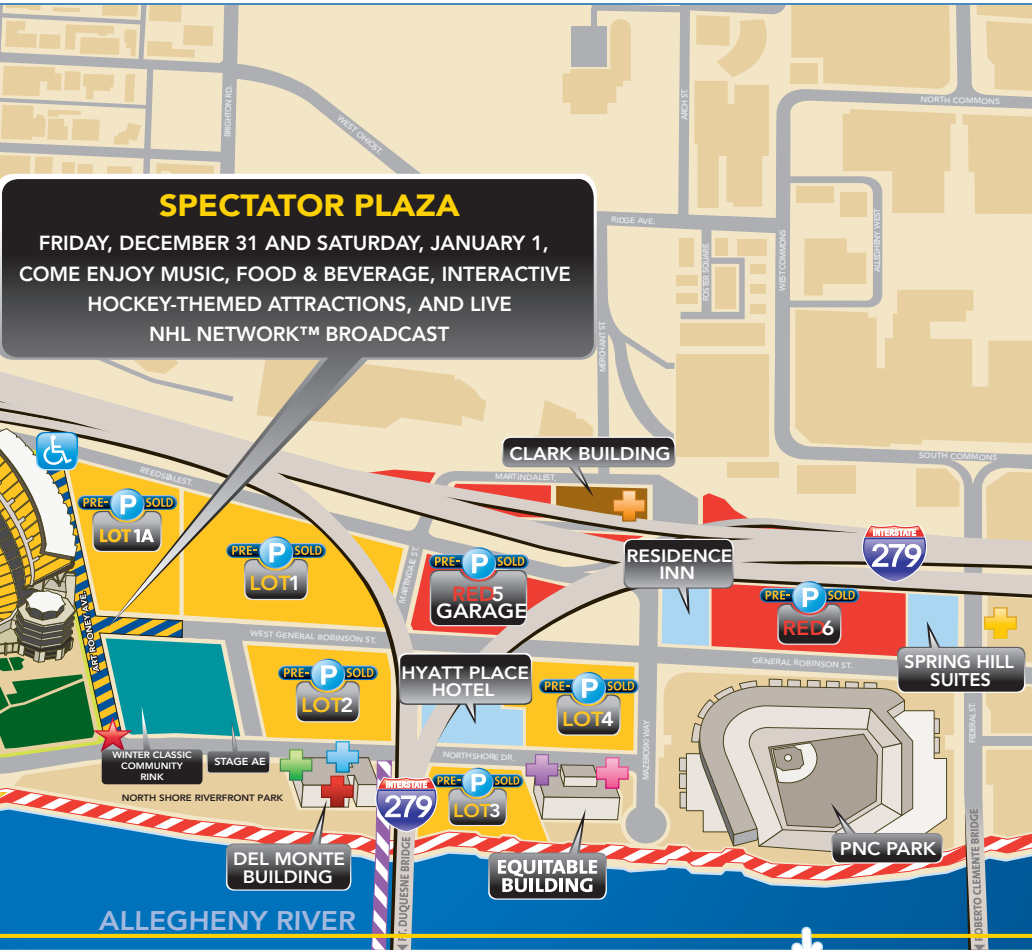 NORTH COMMONS
BRIGHTON RD.
WEST OHIO ST.
ARCH ST.
SPECTATOR PLAZA
FRIDAY, DECEMBER 31 AND SATURDAY, JANUARY 1,
COME ENJOY MUSIC, FOOD & BEVERAGE, INTERACTIVE
HOCKEY-THEMED ATTRACTIONS, AND LIVE
NHL NETWORK™ BROADCAST
RIDGE AVE.
FOSTER SQUARE
WEST COMMONS
ALLEGHENY WEST
MERCHANT ST.
CLARK BUILDING
SOUTH COMMONS
REEDSDALE ST.
MARTINDALE ST.
PRE- P SOLD
LOT 1A
PRE- P SOLD
LOT1
MARTINDALE ST.
PRE- P SOLD
RED5
GARAGE
RESIDENCE
INN
INTERSTATE
279
PRE- P SOLD
RED6
ART ROONEY AVE.
WEST GENERAL ROBINSON ST.
GENERAL ROBINSON ST.
SPRING HILL
SUITES
PRE- P SOLD
LOT2
HYATT PLACE
HOTEL
PRE- P SOLD
LOT4
MAZEROSKI WAY
FEDERAL ST.
WINTER CLASSIC
COMMUNITY
RINK
STAGE AE
NORTH SHORE DR.
NORTH SHORE RIVERFRONT PARK
INTERSTATE
279
PRE- P SOLD
LOT3
DEL MONTE
BUILDING
EQUITABLE
BUILDING
PNC PARK
FT. DUQUESNE BRIDGE
ROBERTO CLEMENTE BRIDGE
ALLEGHENY RIVER